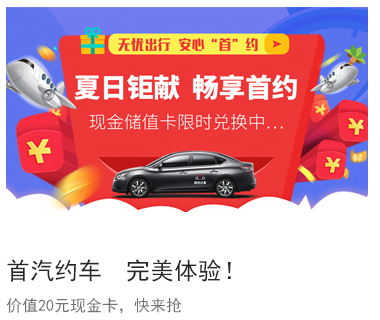 无忧出行 安心“首”约
夏日钜献 畅享首约
现金储值卡限时兑换中...
¥
¥
¥
首汽约车 完美体验！
价值20元现金卡，快来抢